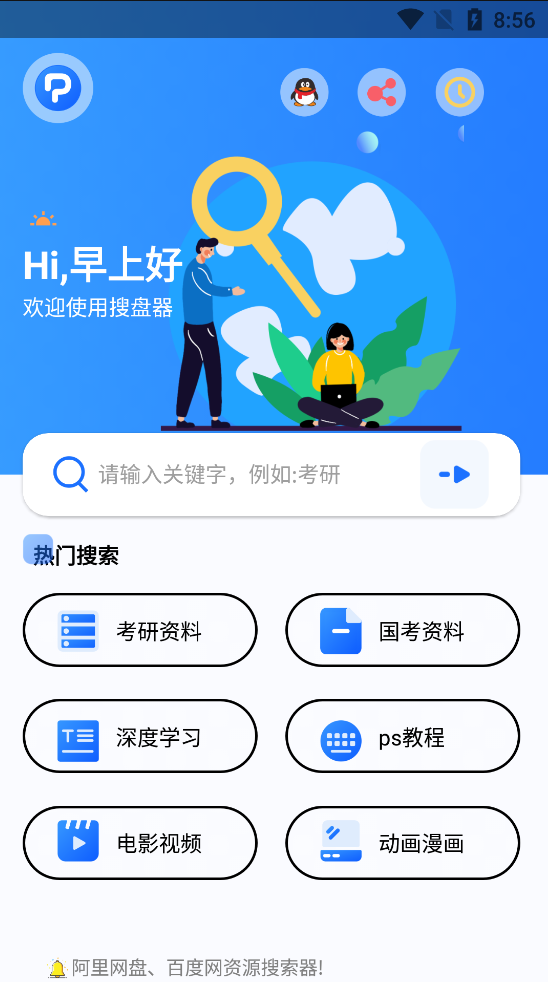 8:56
Hi,早上好
欢迎使用搜盘器
请输入关键字，例如:考研
热门搜索
考研资料
国考资料
深度学习
ps教程
电影视频
动画漫画
阿里网盘、百度网资源搜索器!